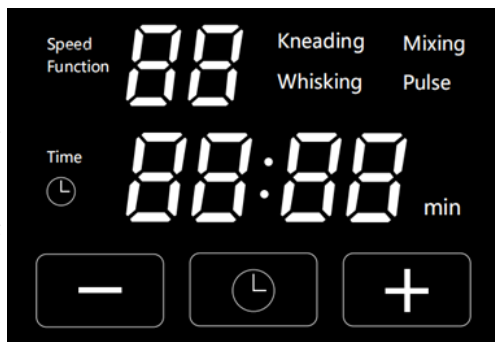 Speed
Function
88
Kneading Mixing
Whisking Pulse
Time
88:88 min
− +